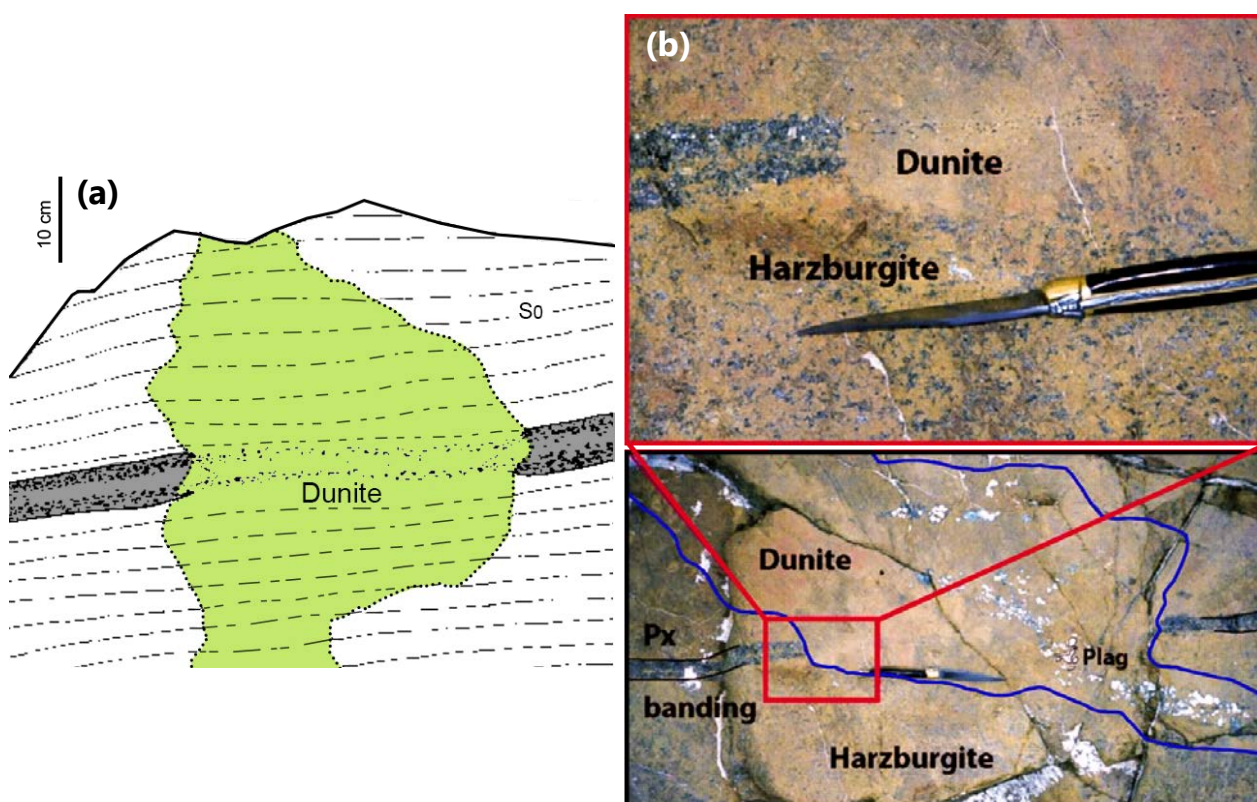 (a)
10 cm
S0
Dunite
(b)
Dunite
Harzburgite
Dunite
Px
Plag
banding
Harzburgite